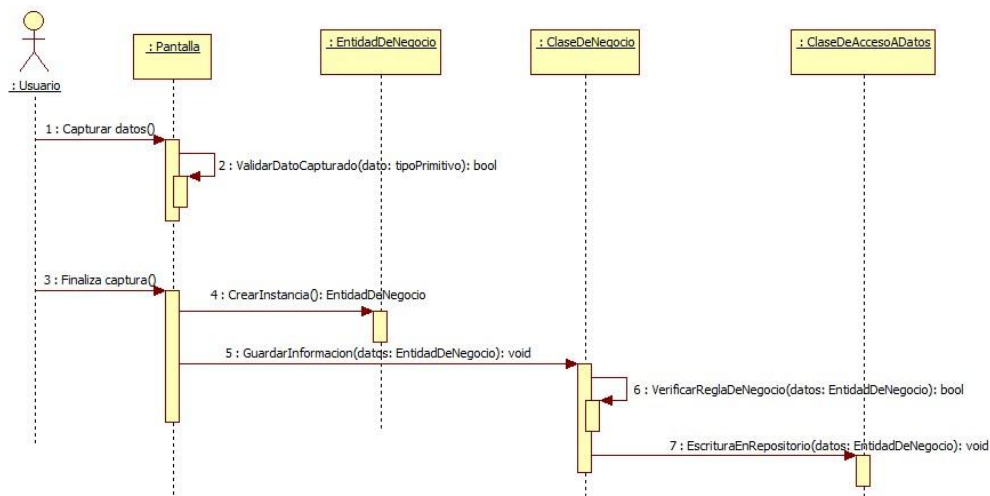 : Usuario
: Pantalla
: EntidadDeNegocio
: ClaseDeNegocio
: ClaseDeAccesoADatos
1 : Capturar datos()
2 : ValidarDatoCapturado(dato: tipoPrimitivo): bool
3 : Finaliza captura()
4 : CrearInstancia(): EntidadDeNegocio
5 : GuardarInformacion(datos: EntidadDeNegocio): void
6 : VerificarReglaDeNegocio(datos: EntidadDeNegocio): bool
7 : EscrituraEnRepositorio(datos: EntidadDeNegocio): void